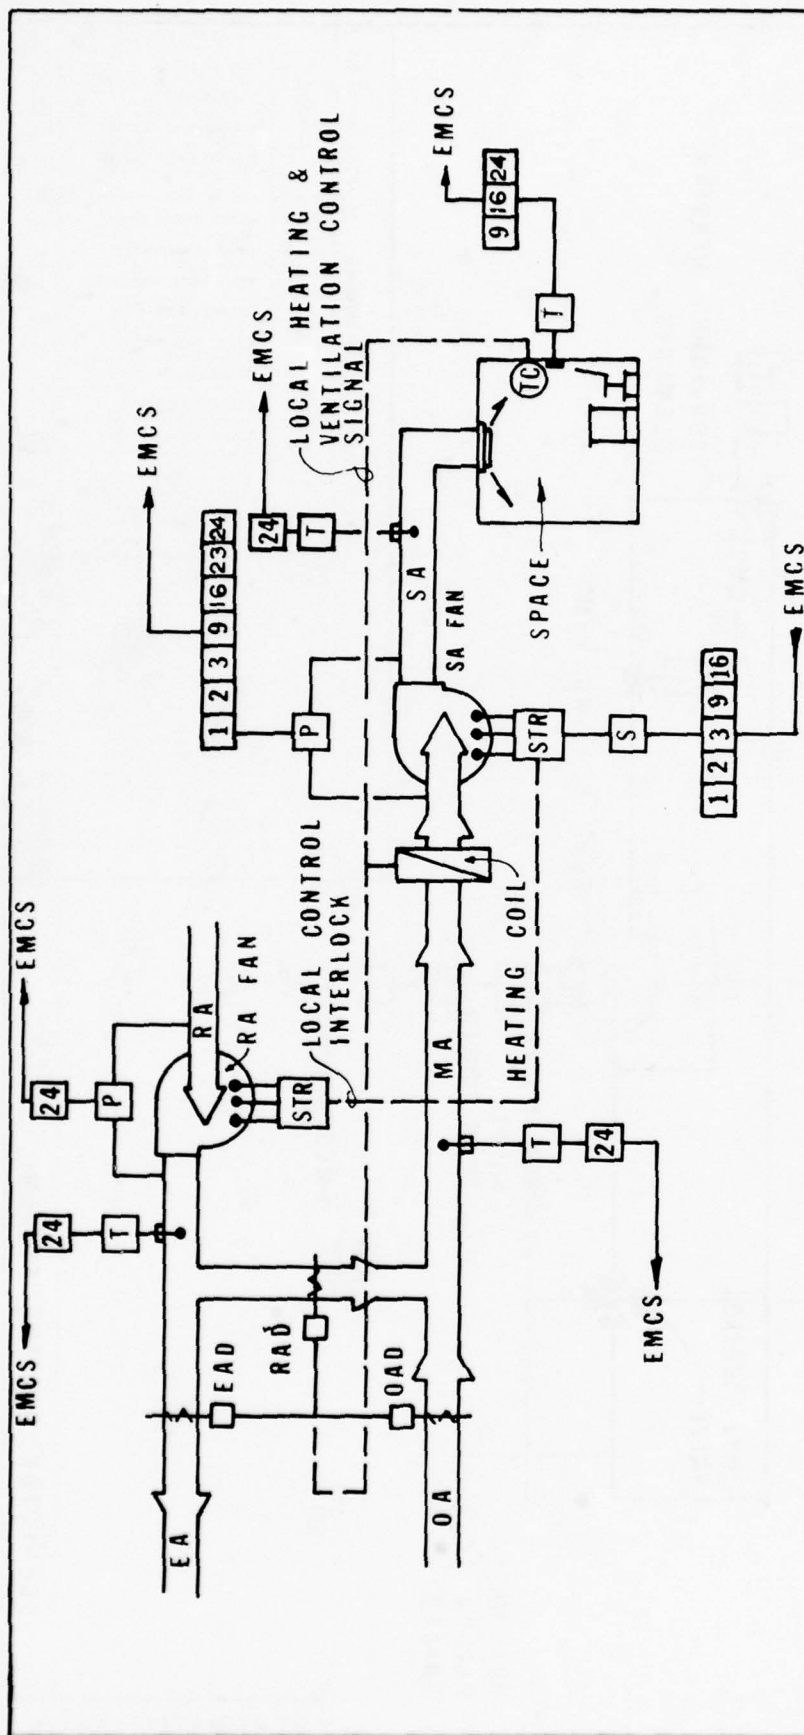 EMCS
24
T
EMCS
24
P
EA
RA
RA FAN
STR
EAD
RAD
OAD
OA
LOCAL CONTROL
INTERLOCK
MA
HEATING COIL
T
24
EMCS
EMCS
1 2 3 9 16 23 24
P
EMCS
24
T
LOCAL HEATING &
VENTILATION CONTROL
SIGNAL
SA
SA FAN
STR
S
1 2 3 9 16
EMCS
SPACE
TC
T
9 16 24
EMCS